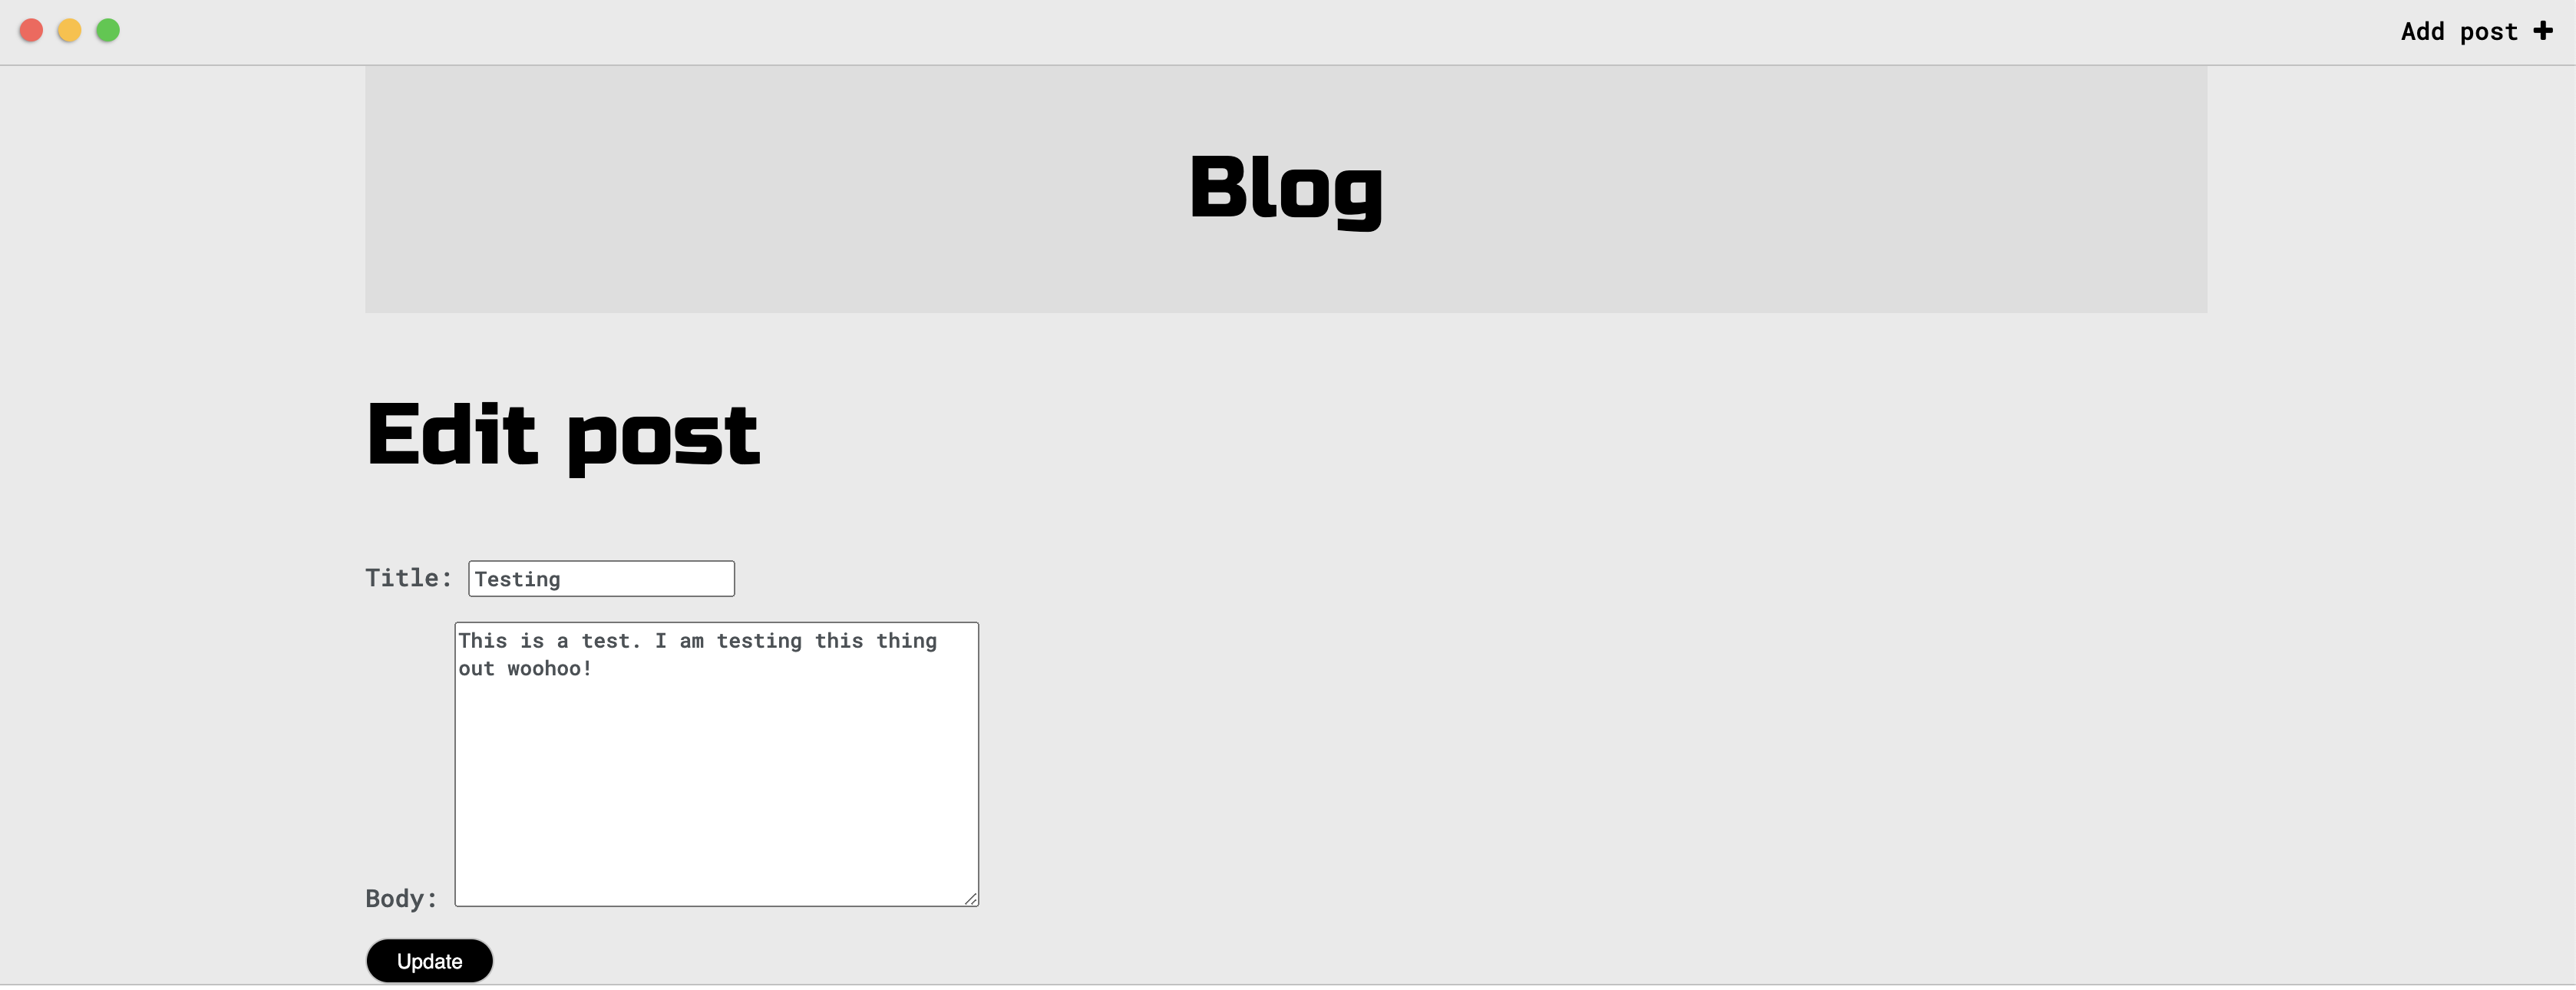 Add post
Blog
Edit post
Title: Testing
This is a test. I am testing this thing
out woohoo!
Body:
Update